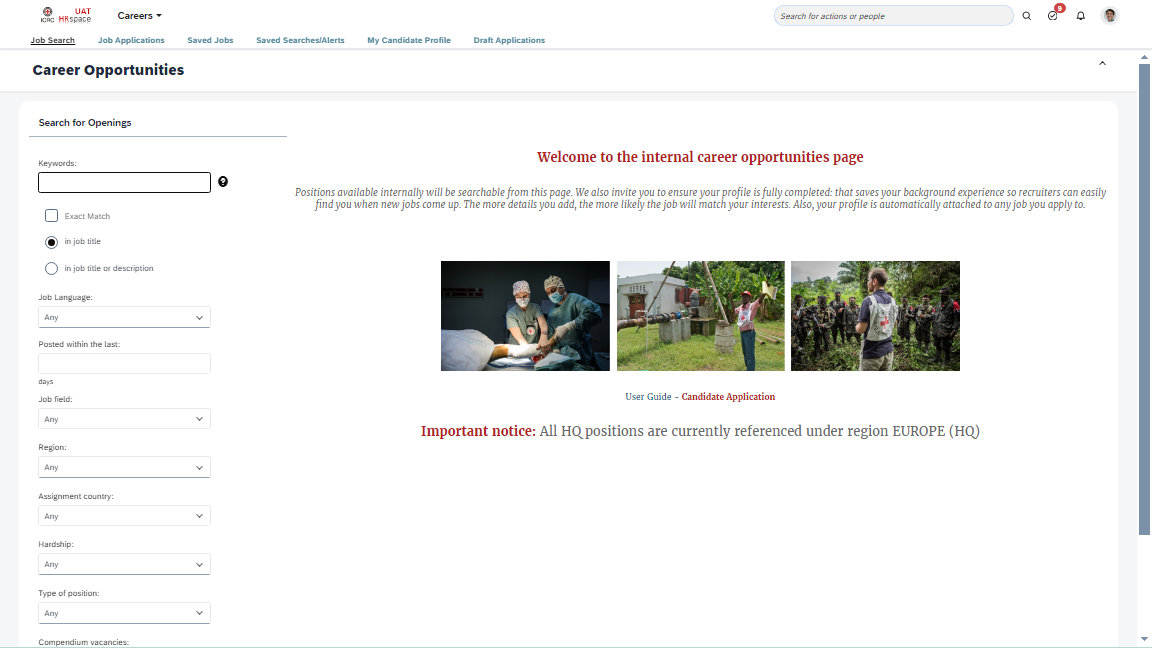 ICRC
UAT
HRspace
Careers
Search for actions or people
9
Job Search
Job Applications
Saved Jobs
Saved Searches/Alerts
My Candidate Profile
Draft Applications
Career Opportunities
Search for Openings
Keywords:
?
Exact Match
in job title
in job title or description
Job Language:
Any
Posted within the last:
days
Job field:
Any
Region:
Any
Assignment country:
Any
Hardship:
Any
Type of position:
Any
Compendium vacancies:
Welcome to the internal career opportunities page
Positions available internally will be searchable from this page. We also invite you to ensure your profile is fully completed: that saves your background experience so recruiters can easily
find you when new jobs come up. The more details you add, the more likely the job will match your interests. Also, your profile is automatically attached to any job you apply to.
User Guide - Candidate Application
Important notice: All HQ positions are currently referenced under region EUROPE (HQ)